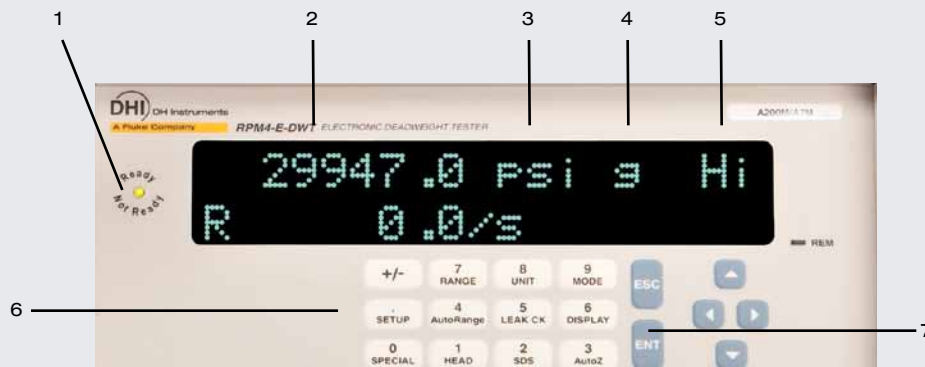 1
2
3
4
5
DHI DH Instruments
A Fluke Company
RPM4-E-DWT ELECTRONIC DEADWEIGHT TESTER
Ready
Not Ready
29947.0 psi g Hi
R 0.0/s
REM
+/-
7 RANGE
8 UNIT
9 MODE
ESC
6
. SETUP
4 AutoRange
5 LEAK CK
6 DISPLAY
ENT
7
0 SPECIAL
1 HEAD
2 SDS
3 AutoZ